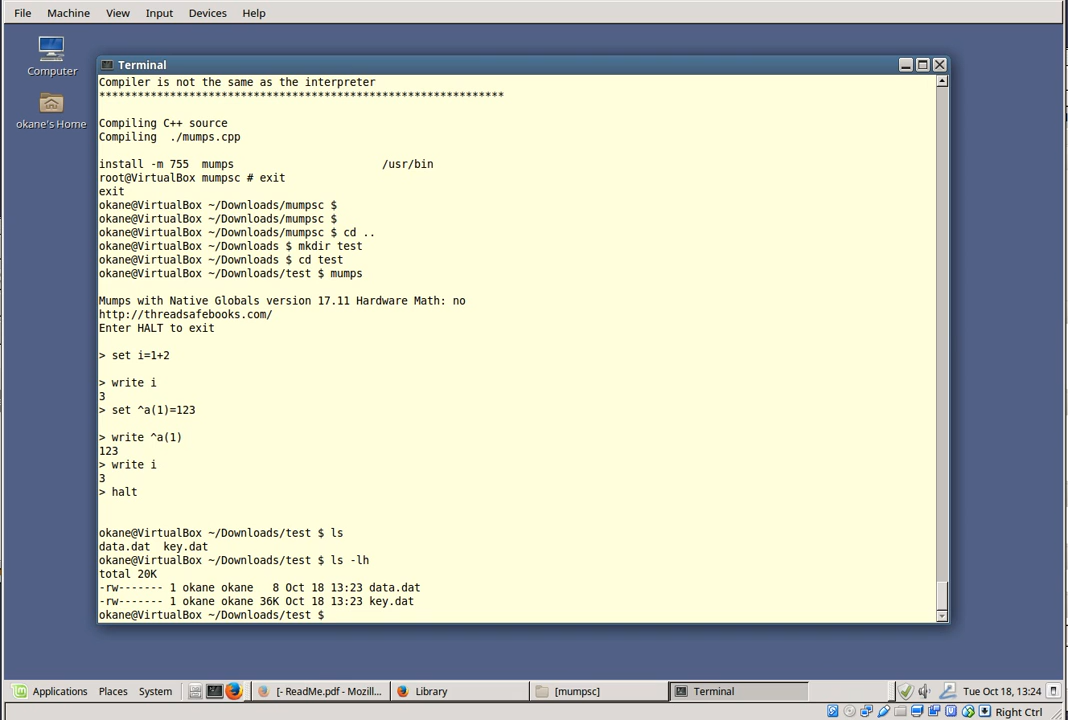 File Machine View Input Devices Help
Computer
okane's Home
Terminal
Compiler is not the same as the interpreter
***************************************************************
Compiling C++ source
Compiling  ./mumps.cpp
install -m 755  mumps                       /usr/bin
root@VirtualBox mumpsc # exit
exit
okane@VirtualBox ~/Downloads/mumpsc $
okane@VirtualBox ~/Downloads/mumpsc $
okane@VirtualBox ~/Downloads/mumpsc $ cd ..
okane@VirtualBox ~/Downloads $ mkdir test
okane@VirtualBox ~/Downloads $ cd test
okane@VirtualBox ~/Downloads/test $ mumps
Mumps with Native Globals version 17.11 Hardware Math: no
http://threadsafebooks.com/
Enter HALT to exit
> set i=1+2
> write i
3
> set ^a(1)=123
> write ^a(1)
123
> write i
3
> halt
okane@VirtualBox ~/Downloads/test $ ls
data.dat  key.dat
okane@VirtualBox ~/Downloads/test $ ls -lh
total 20K
-rw------- 1 okane okane   8 Oct 18 13:23 data.dat
-rw------- 1 okane okane 36K Oct 18 13:23 key.dat
okane@VirtualBox ~/Downloads/test $
Applications Places System [- ReadMe.pdf - Mozill... Library [mumpsc] Terminal Tue Oct 18, 13:24
Right Ctrl